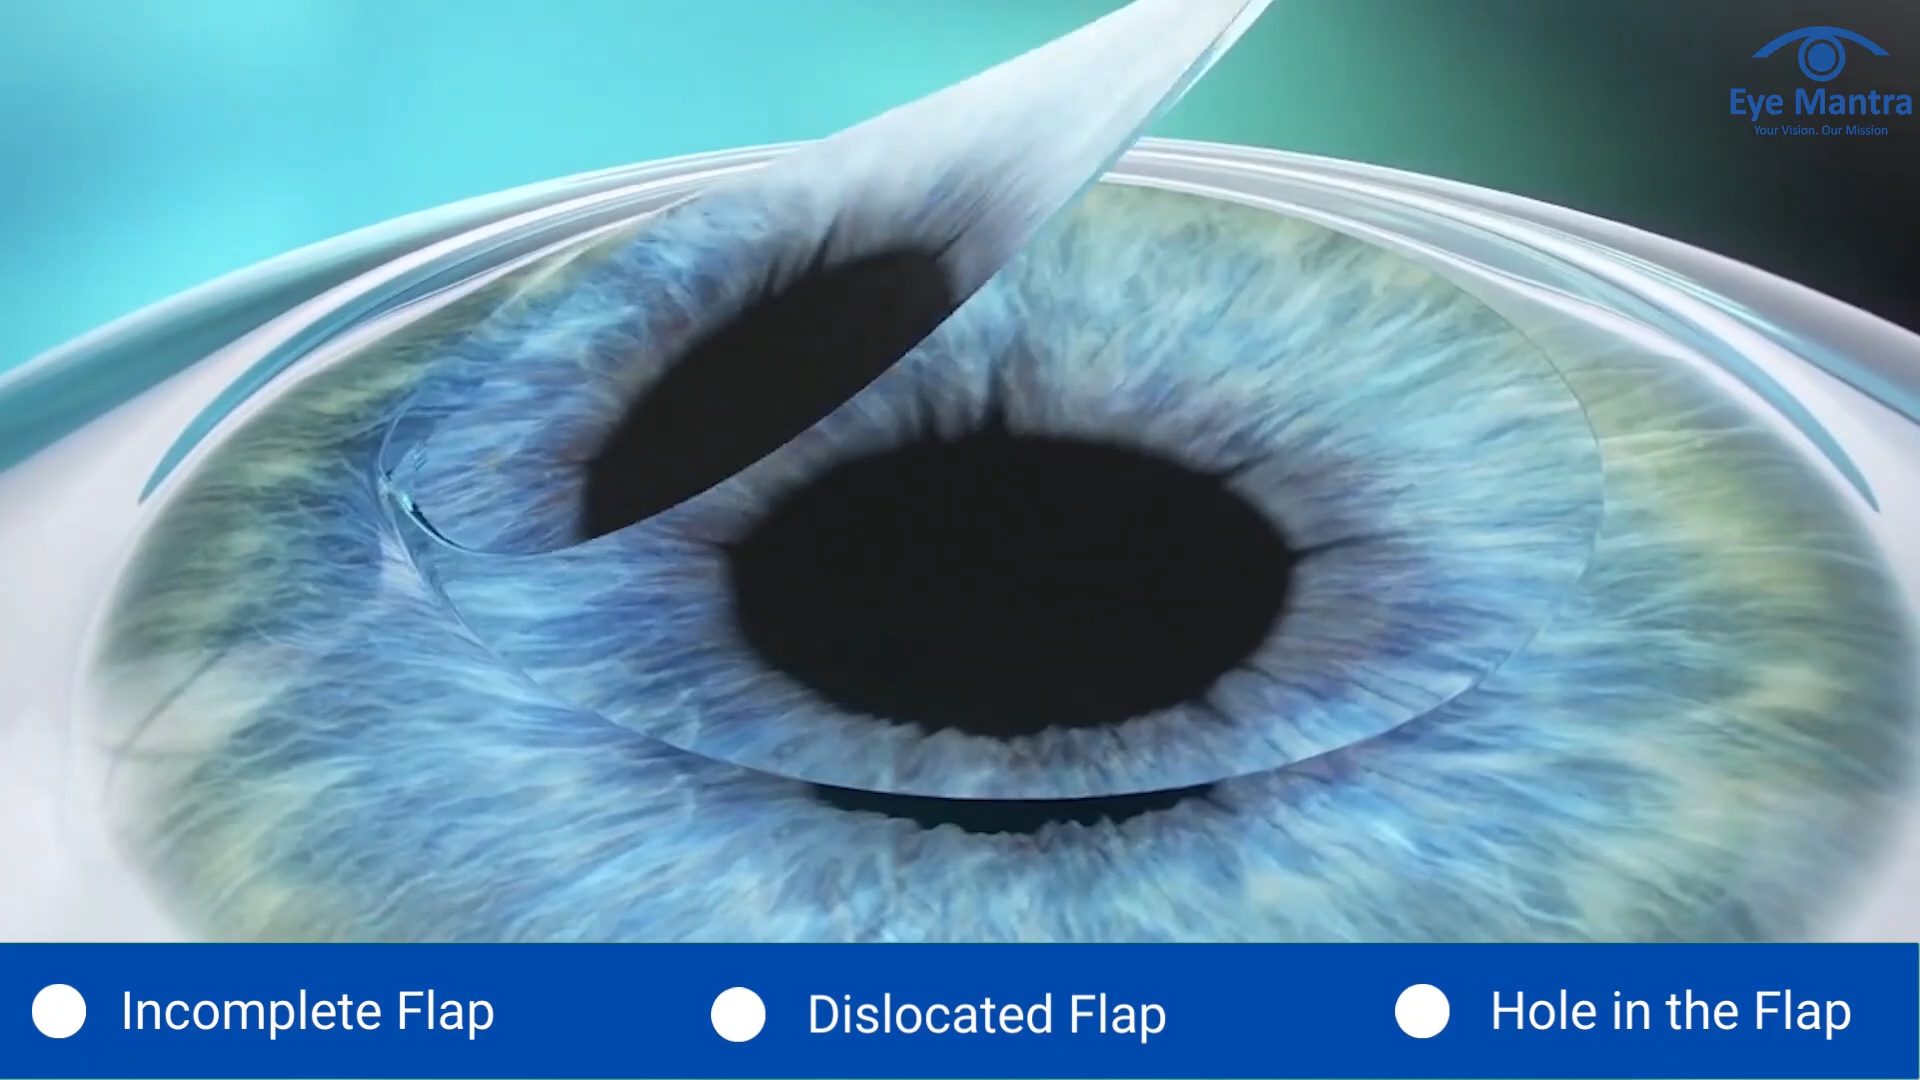 Eye Mantra
Your Vision. Our Mission
Incomplete Flap
Dislocated Flap
Hole in the Flap